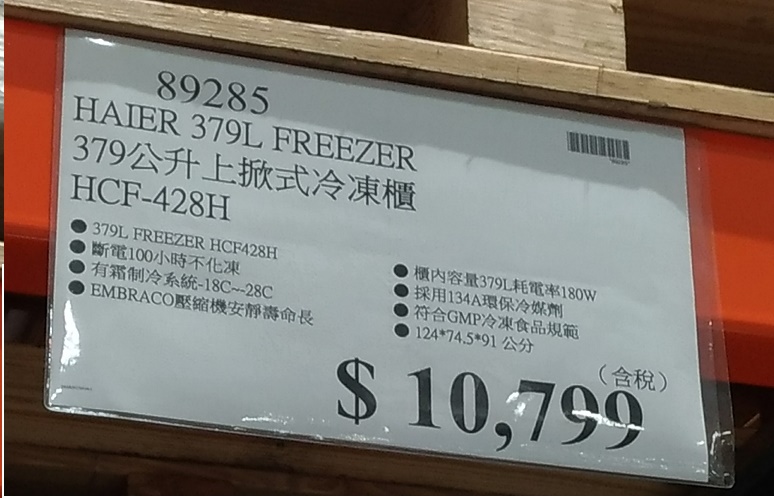 89285
HAIER 379L FREEZER
379公升上掀式冷凍櫃
HCF-428H
● 379L FREEZER HCF428H
● 斷電100小時不化凍
● 有霜制冷系統-18C~-28C
● EMBRACO壓縮機安靜壽命長
● 櫃內容量379L耗電率180W
● 採用134A環保冷媒劑
● 符合GMP冷凍食品規範
● 124*74.5*91 公分
(含稅)
$ 10,799